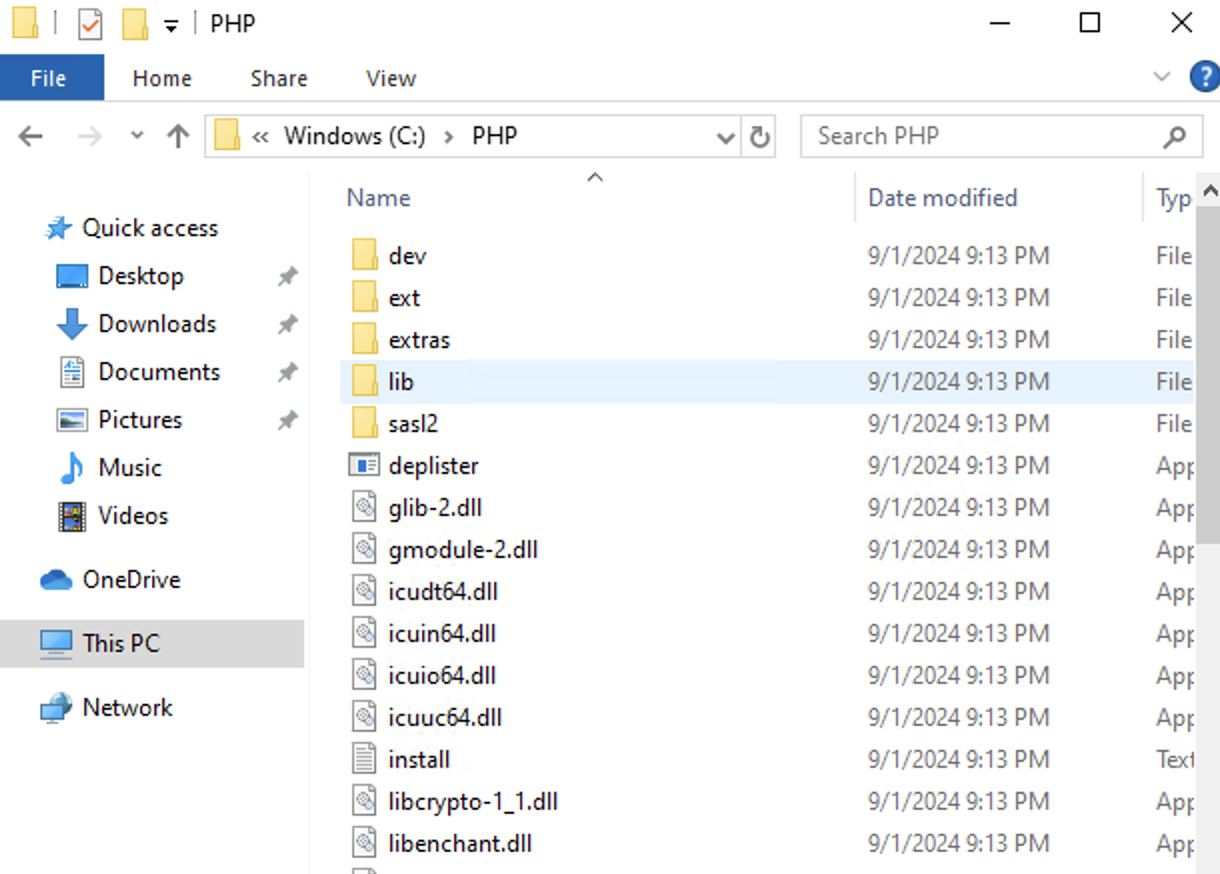 PHP
File Home Share View ?
« Windows (C:) > PHP Search PHP
Name Date modified Typ
Quick access
Desktop
Downloads
Documents
Pictures
Music
Videos
OneDrive
This PC
Network
dev 9/1/2024 9:13 PM File
ext 9/1/2024 9:13 PM File
extras 9/1/2024 9:13 PM File
lib 9/1/2024 9:13 PM File
sasl2 9/1/2024 9:13 PM File
deplister 9/1/2024 9:13 PM App
glib-2.dll 9/1/2024 9:13 PM App
gmodule-2.dll 9/1/2024 9:13 PM App
icudt64.dll 9/1/2024 9:13 PM App
icuin64.dll 9/1/2024 9:13 PM App
icuio64.dll 9/1/2024 9:13 PM App
icuuc64.dll 9/1/2024 9:13 PM App
install 9/1/2024 9:13 PM Text
libcrypto-1_1.dll 9/1/2024 9:13 PM App
libenchant.dll 9/1/2024 9:13 PM App